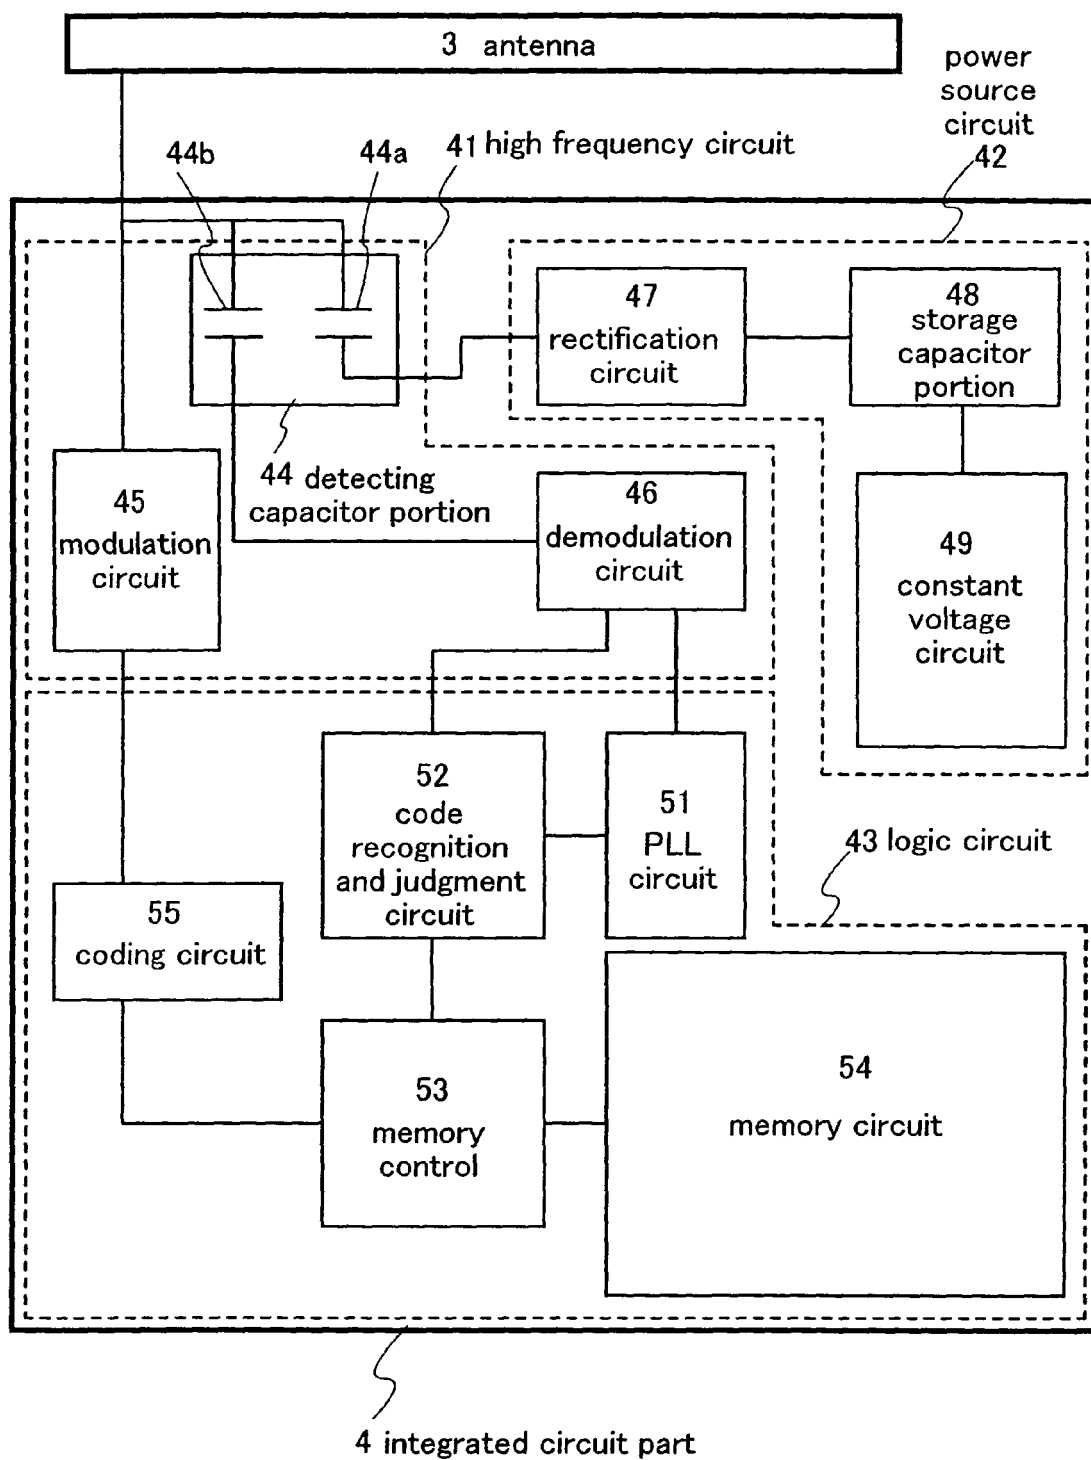 3 antenna
power
source
circuit
42
41 high frequency circuit
44b
44a
47
rectification
circuit
48
storage
capacitor
portion
44 detecting
capacitor portion
45
modulation
circuit
46
demodulation
circuit
49
constant
voltage
circuit
52
code
recognition
and judgment
circuit
51
PLL
circuit
43 logic circuit
55
coding circuit
53
memory
control
54
memory circuit
4 integrated circuit part